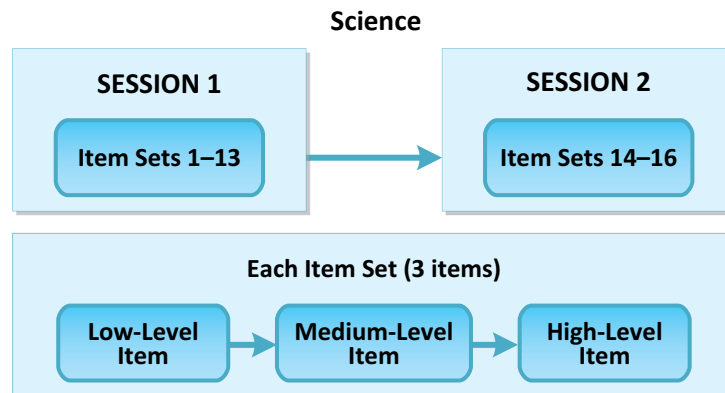 Science
SESSION 1
Item Sets 1–13
SESSION 2
Item Sets 14–16
Each Item Set (3 items)
Low-Level
Item
Medium-Level
Item
High-Level
Item